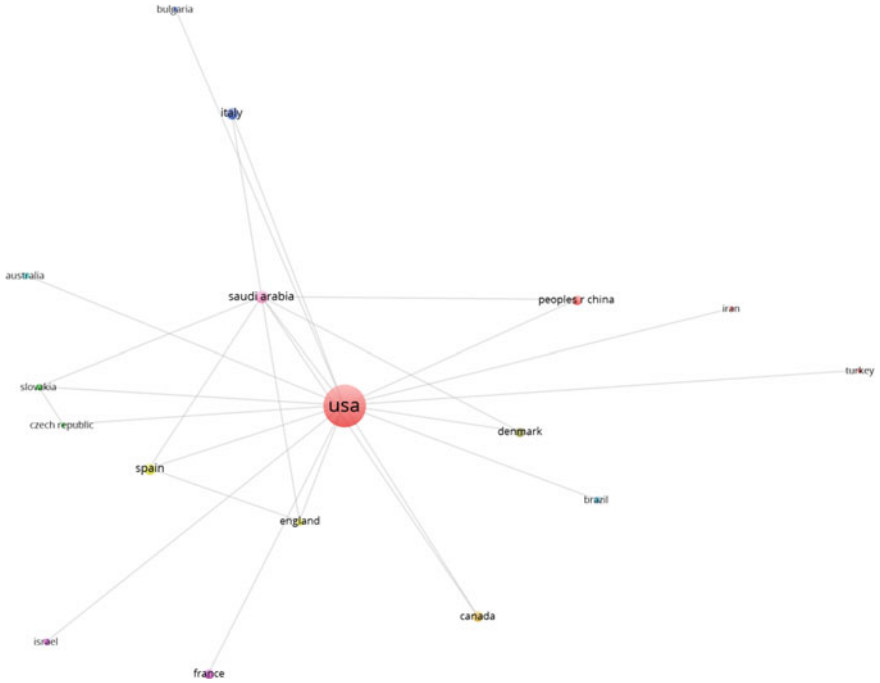 bulgaria
italy
australia
saudi arabia
peoples r china
iran
turkey
slovakia
usa
czech republic
denmark
spain
brazil
england
canada
israel
france